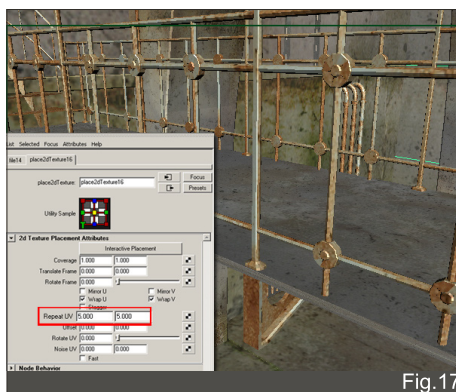 List Selected Focus Attributes Help
file14 place2dTexture16
place2dTexture: place2dTexture16
Focus
Presets
Utility Sample
2d Texture Placement Attributes
Interactive Placement
Coverage 1.000 1.000
Translate Frame 0.000 0.000
Rotate Frame 0.000
Mirror U Mirror V
Wrap U Wrap V
Stagger
Repeat UV 5.000 5.000
Offset 0.000 0.000
Rotate UV 0.000
Noise UV 0.000 0.000
Fast
Node Behavior
Fig.17